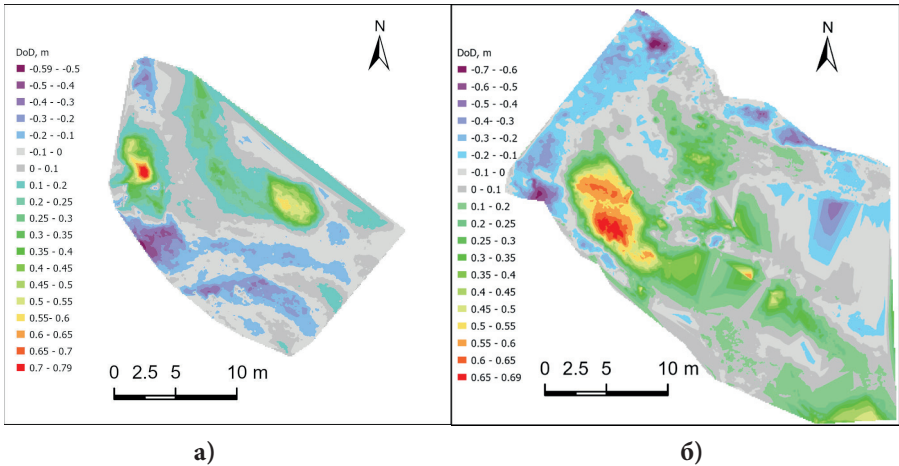 N
DoD, m
-0.59 - -0.5
-0.5 - -0.4
-0.4 - -0.3
-0.3 - -0.2
-0.2 - -0.1
-0.1 - 0
0 - 0.1
0.1 - 0.2
0.2 - 0.25
0.25 - 0.3
0.3 - 0.35
0.35 - 0.4
0.4 - 0.45
0.45 - 0.5
0.5 - 0.55
0.55- 0.6
0.6 - 0.65
0.65 - 0.7
0.7 - 0.79
0 2.5 5 10 m
а)
N
DoD, m
-0.7 - -0.6
-0.6 - -0.5
-0.5 - -0.4
-0.4 - -0.3
-0.3 - -0.2
-0.2 - -0.1
-0.1 - 0
0 - 0.1
0.1 - 0.2
0.2 - 0.25
0.25 - 0.3
0.3 - 0.35
0.35 - 0.4
0.4 - 0.45
0.45 - 0.5
0.5 - 0.55
0.55 - 0.6
0.6 - 0.65
0.65 - 0.69
0 2.5 5 10 m
б)